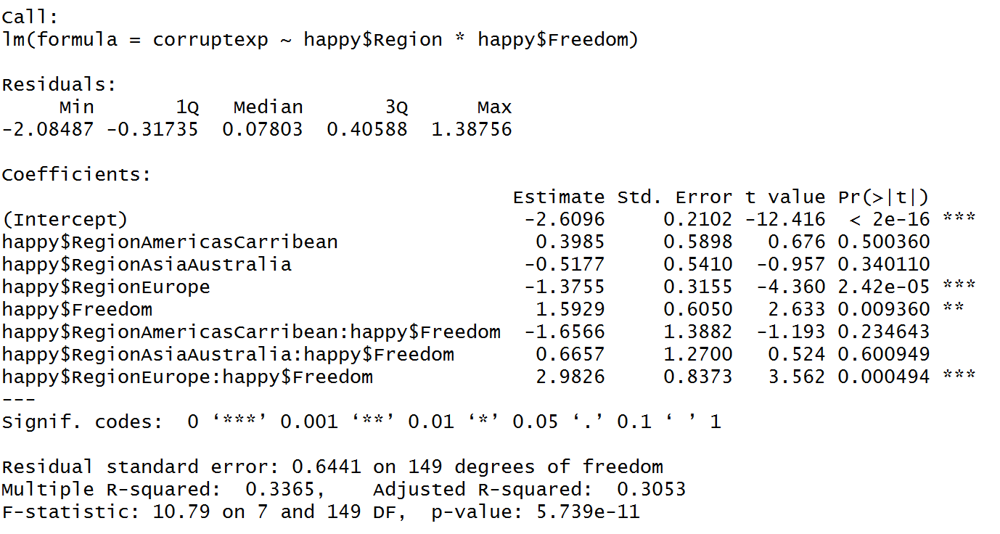 Call:
lm(formula = corruptexp ~ happy$Region * happy$Freedom)
Residuals:
Min 1Q Median 3Q Max
-2.08487 -0.31735 0.07803 0.40588 1.38756
Coefficients:
Estimate Std. Error t value Pr(>|t|)
(Intercept) -2.6096 0.2102 -12.416 < 2e-16 ***
happy$RegionAmericasCarribean 0.3985 0.5898 0.676 0.500360
happy$RegionAsiaAustralia -0.5177 0.5410 -0.957 0.340110
happy$RegionEurope -1.3755 0.3155 -4.360 2.42e-05 ***
happy$Freedom 1.5929 0.6050 2.633 0.009360 **
happy$RegionAmericasCarribean:happy$Freedom -1.6566 1.3882 -1.193 0.234643
happy$RegionAsiaAustralia:happy$Freedom 0.6657 1.2700 0.524 0.600949
happy$RegionEurope:happy$Freedom 2.9826 0.8373 3.562 0.000494 ***
---
Signif. codes: 0 ‘***’ 0.001 ‘**’ 0.01 ‘*’ 0.05 ‘.’ 0.1 ‘ ’ 1
Residual standard error: 0.6441 on 149 degrees of freedom
Multiple R-squared: 0.3365, Adjusted R-squared: 0.3053
F-statistic: 10.79 on 7 and 149 DF, p-value: 5.739e-11